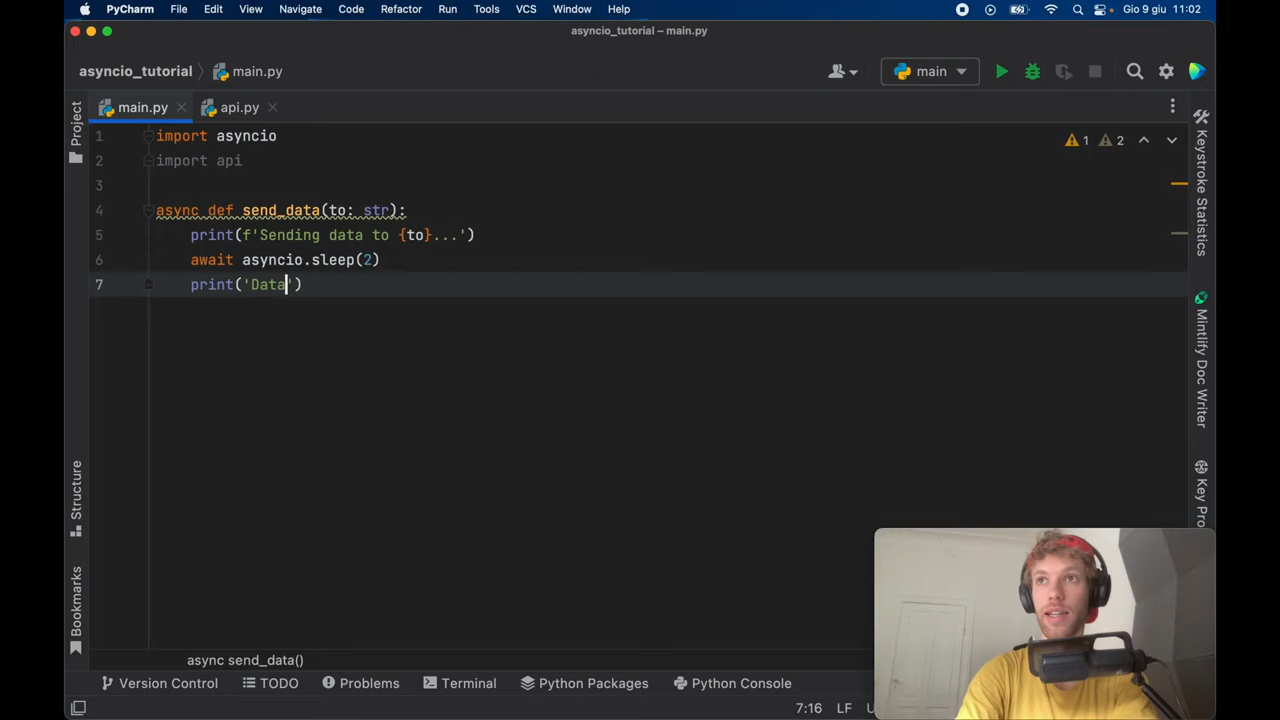 PyCharm File Edit View Navigate Code Refactor Run Tools VCS Window Help Gio 9 giu 11:02
asyncio_tutorial – main.py
asyncio_tutorial main.py main
main.py api.py
Project
1 import asyncio 1 2
2 import api
3
4 async def send_data(to: str):
5 print(f'Sending data to {to}...')
6 await asyncio.sleep(2)
7 print('Data')
Keystroke Statistics
Mintlify Doc Writer
Key Pro
Structure
Bookmarks
async send_data()
Version Control TODO Problems Terminal Python Packages Python Console
7:16 LF